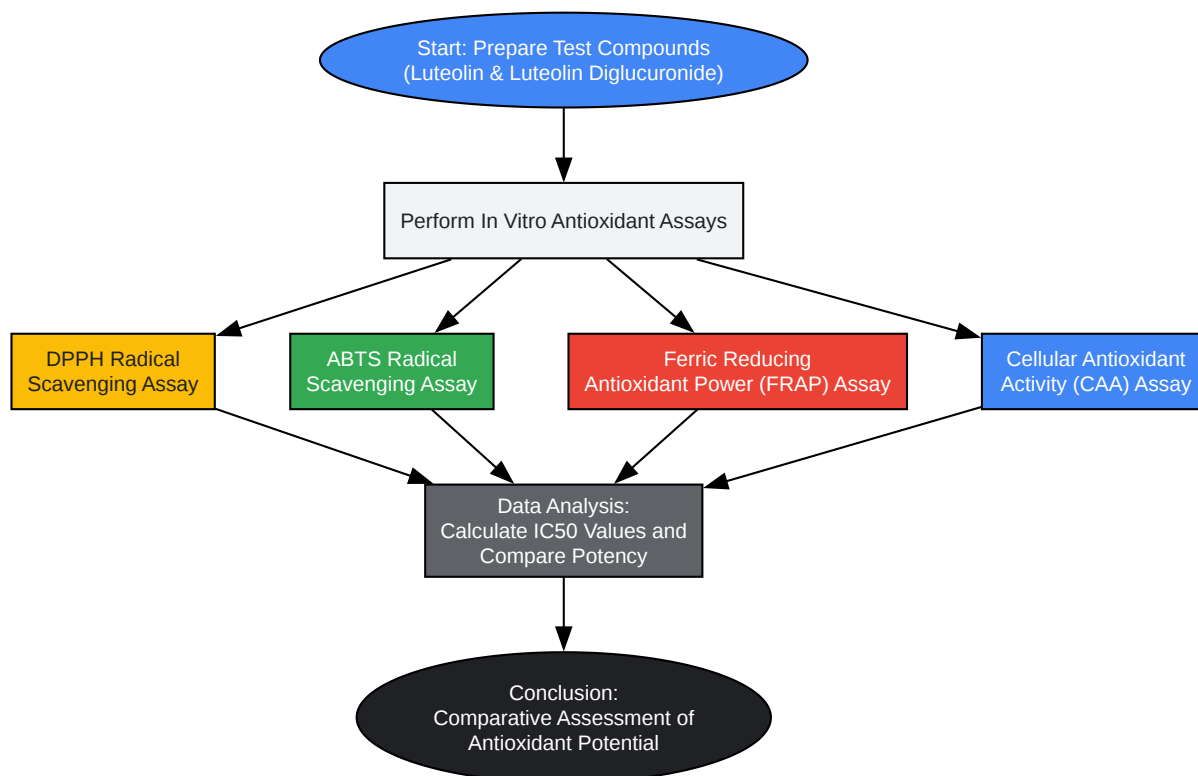 Start: Prepare Test Compounds
(Luteolin & Luteolin Diglucuronide)
Perform In Vitro Antioxidant Assays
DPPH Radical
Scavenging Assay
ABTS Radical
Scavenging Assay
Ferric Reducing
Antioxidant Power (FRAP) Assay
Cellular Antioxidant
Activity (CAA) Assay
Data Analysis:
Calculate IC50 Values and
Compare Potency
Conclusion:
Comparative Assessment of
Antioxidant Potential